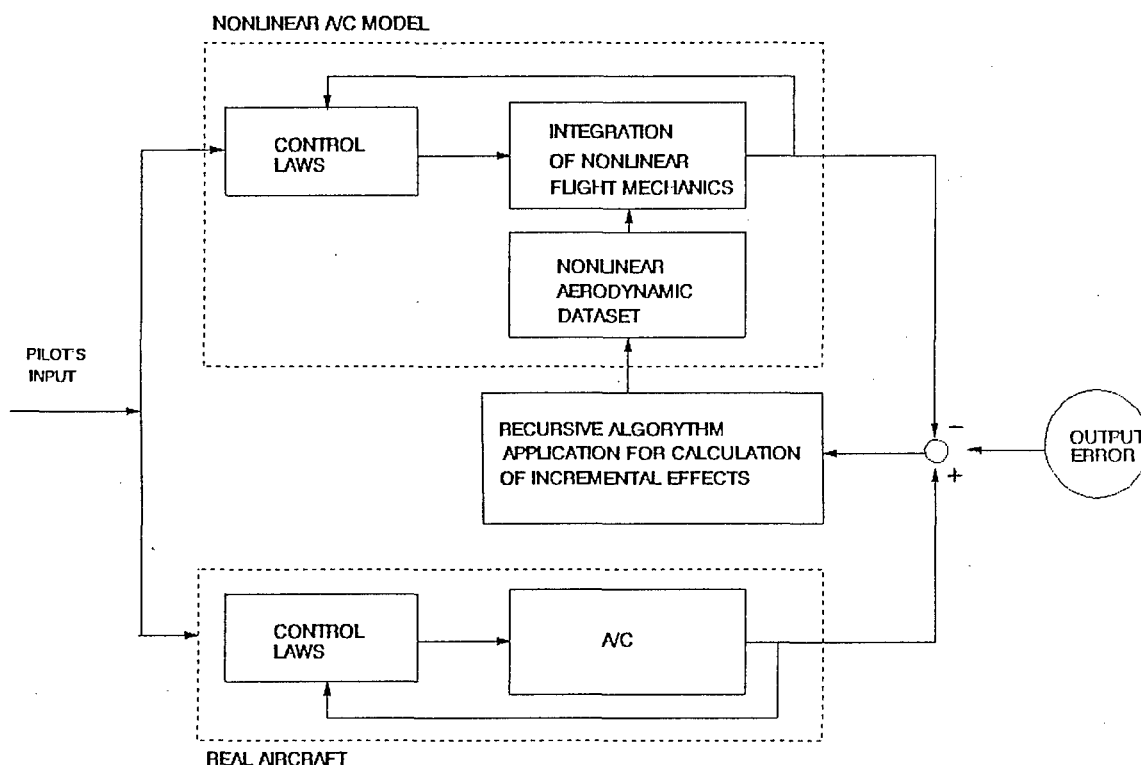 NONLINEAR A/C MODEL
CONTROL
LAWS
INTEGRATION
OF NONLINEAR
FLIGHT MECHANICS
NONLINEAR
AERODYNAMIC
DATASET
PILOT'S
INPUT
RECURSIVE ALGORYTHM
APPLICATION FOR CALCULATION
OF INCREMENTAL EFFECTS
−
+
OUTPUT
ERROR
CONTROL
LAWS
A/C
REAL AIRCRAFT